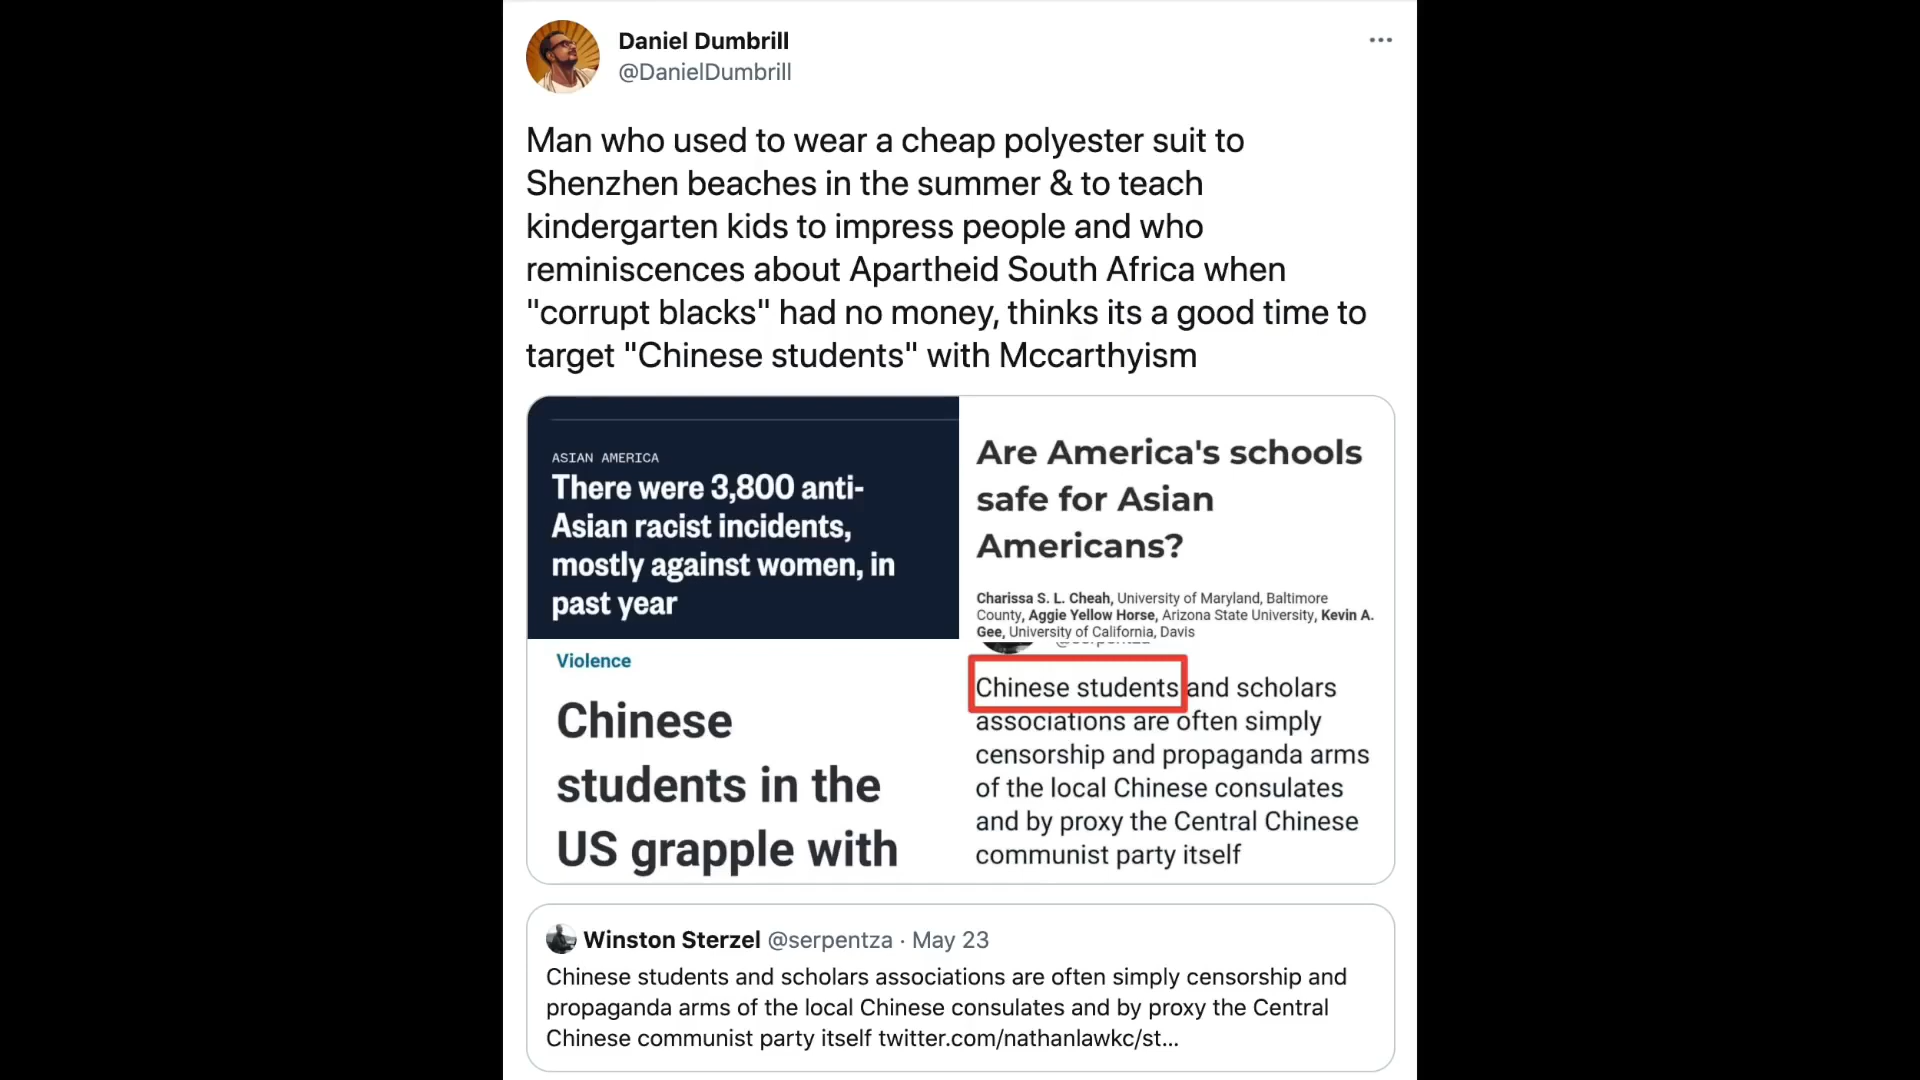 Daniel Dumbrill
@DanielDumbrill
Man who used to wear a cheap polyester suit to
Shenzhen beaches in the summer & to teach
kindergarten kids to impress people and who
reminiscences about Apartheid South Africa when
"corrupt blacks" had no money, thinks its a good time to
target "Chinese students" with Mccarthyism
ASIAN AMERICA
There were 3,800 anti-
Asian racist incidents,
mostly against women, in
past year
Are America's schools
safe for Asian
Americans?
Charissa S. L. Cheah, University of Maryland, Baltimore
County, Aggie Yellow Horse, Arizona State University, Kevin A.
Gee, University of California, Davis
Violence
Chinese
students in the
US grapple with
Chinese students and scholars
associations are often simply
censorship and propaganda arms
of the local Chinese consulates
and by proxy the Central Chinese
communist party itself
Winston Sterzel @serpentza · May 23
Chinese students and scholars associations are often simply censorship and
propaganda arms of the local Chinese consulates and by proxy the Central
Chinese communist party itself twitter.com/nathanlawkc/st...